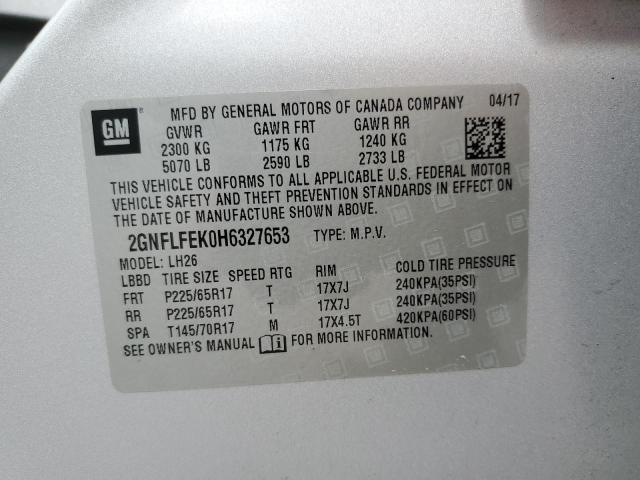 GM ® MFD BY GENERAL MOTORS OF CANADA COMPANY 04/17
GVWR GAWR FRT GAWR RR
2300 KG 1175 KG 1240 KG
5070 LB 2590 LB 2733 LB
THIS VEHICLE CONFORMS TO ALL APPLICABLE U.S. FEDERAL MOTOR
VEHICLE SAFETY AND THEFT PREVENTION STANDARDS IN EFFECT ON
THE DATE OF MANUFACTURE SHOWN ABOVE.
2GNFLFEK0H6327653 TYPE: M.P.V.
MODEL: LH26
LBBD TIRE SIZE SPEED RTG RIM COLD TIRE PRESSURE
FRT P225/65R17 T 17X7J 240KPA(35PSI)
RR P225/65R17 T 17X7J 240KPA(35PSI)
SPA T145/70R17 M 17X4.5T 420KPA(60PSI)
SEE OWNER'S MANUAL FOR MORE INFORMATION.